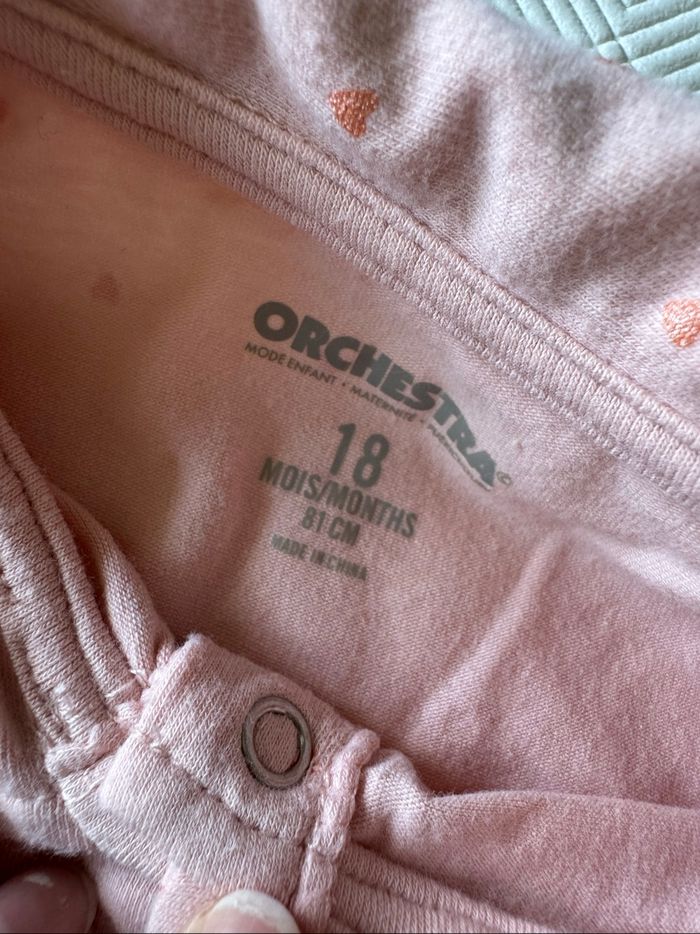 ORCHESTRA
MODE ENFANT • MATERNITÉ •
18
MOIS/MONTHS
81 CM
MADE IN CHINA